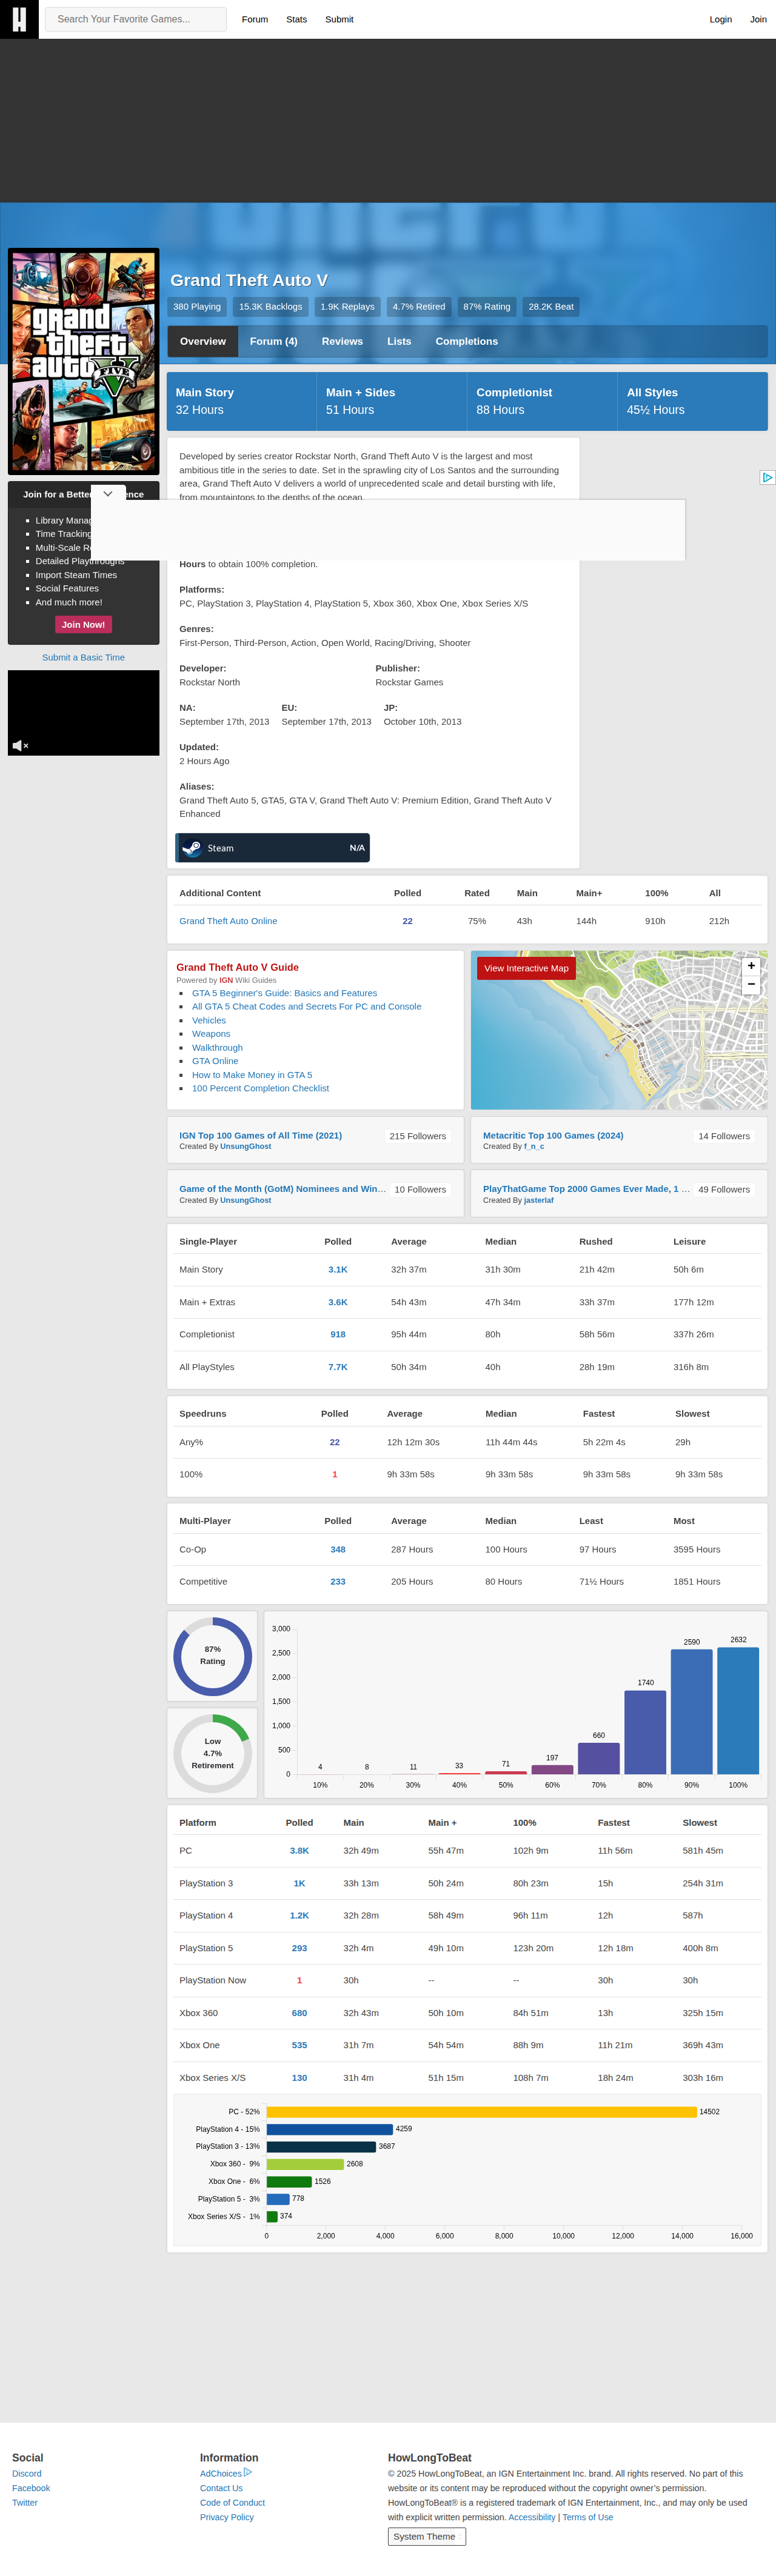 H
Search Your Favorite Games...
Forum Stats Submit
Login Join
Grand Theft Auto V
380 Playing 15.3K Backlogs 1.9K Replays 4.7% Retired 87% Rating 28.2K Beat
Overview Forum (4) Reviews Lists Completions
grand
theft
auto V
FIVE
Main Story Main + Sides Completionist All Styles
32 Hours 51 Hours 88 Hours 45½ Hours
Join for a Better
Library
Time Tracking
Multi-Scale
Detailed Playthroughs
Import Steam Times
Social Features
And much more!
Join Now!
Submit a Basic Time
Developed by series creator Rockstar North, Grand Theft Auto V is the largest and most
ambitious title in the series to date. Set in the sprawling city of Los Santos and the surrounding
area, Grand Theft Auto V delivers a world of unprecedented scale and detail bursting with life,
from mountaintops to the depths of the ocean.
Hours to obtain 100% completion.
Platforms:
PC, PlayStation 3, PlayStation 4, PlayStation 5, Xbox 360, Xbox One, Xbox Series X/S
Genres:
First-Person, Third-Person, Action, Open World, Racing/Driving, Shooter
Developer: Publisher:
Rockstar North Rockstar Games
NA: EU: JP:
September 17th, 2013 September 17th, 2013 October 10th, 2013
Updated:
2 Hours Ago
Aliases:
Grand Theft Auto 5, GTA5, GTA V, Grand Theft Auto V: Premium Edition, Grand Theft Auto V
Enhanced
Steam N/A
Additional Content Polled Rated Main Main+ 100% All
Grand Theft Auto Online 22 75% 43h 144h 910h 212h
Grand Theft Auto V Guide
Powered by IGN Wiki Guides
GTA 5 Beginner's Guide: Basics and Features
All GTA 5 Cheat Codes and Secrets For PC and Console
Vehicles
Weapons
Walkthrough
GTA Online
How to Make Money in GTA 5
100 Percent Completion Checklist
View Interactive Map
+
−
IGN Top 100 Games of All Time (2021) 215 Followers
Created By UnsungGhost
Metacritic Top 100 Games (2024) 14 Followers
Created By f_n_c
Game of the Month (GotM) Nominees and Win... 10 Followers
Created By UnsungGhost
PlayThatGame Top 2000 Games Ever Made, 1 ... 49 Followers
Created By jasterlaf
Single-Player Polled Average Median Rushed Leisure
Main Story 3.1K 32h 37m 31h 30m 21h 42m 50h 6m
Main + Extras 3.6K 54h 43m 47h 34m 33h 37m 177h 12m
Completionist 918 95h 44m 80h 58h 56m 337h 26m
All PlayStyles 7.7K 50h 34m 40h 28h 19m 316h 8m
Speedruns Polled Average Median Fastest Slowest
Any% 22 12h 12m 30s 11h 44m 44s 5h 22m 4s 29h
100% 1 9h 33m 58s 9h 33m 58s 9h 33m 58s 9h 33m 58s
Multi-Player Polled Average Median Least Most
Co-Op 348 287 Hours 100 Hours 97 Hours 3595 Hours
Competitive 233 205 Hours 80 Hours 71½ Hours 1851 Hours
87%
Rating
Low
4.7%
Retirement
3,000
2,500
2,000
1,500
1,000
500
0
4 8 11 33 71 197 660 1740 2590 2632
10% 20% 30% 40% 50% 60% 70% 80% 90% 100%
Platform Polled Main Main + 100% Fastest Slowest
PC 3.8K 32h 49m 55h 47m 102h 9m 11h 56m 581h 45m
PlayStation 3 1K 33h 13m 50h 24m 80h 23m 15h 254h 31m
PlayStation 4 1.2K 32h 28m 58h 49m 96h 11m 12h 587h
PlayStation 5 293 32h 4m 49h 10m 123h 20m 12h 18m 400h 8m
PlayStation Now 1 30h -- -- 30h 30h
Xbox 360 680 32h 43m 50h 10m 84h 51m 13h 325h 15m
Xbox One 535 31h 7m 54h 54m 88h 9m 11h 21m 369h 43m
Xbox Series X/S 130 31h 4m 51h 15m 108h 7m 18h 24m 303h 16m
PC - 52% 14502
PlayStation 4 - 15% 4259
PlayStation 3 - 13% 3687
Xbox 360 - 9% 2608
Xbox One - 6% 1526
PlayStation 5 - 3% 778
Xbox Series X/S - 1% 374
0 2,000 4,000 6,000 8,000 10,000 12,000 14,000 16,000
Social
Discord
Facebook
Twitter
Information
AdChoices
Contact Us
Code of Conduct
Privacy Policy
HowLongToBeat
© 2025 HowLongToBeat, an IGN Entertainment Inc. brand. All rights reserved. No part of this
website or its content may be reproduced without the copyright owner's permission.
HowLongToBeat® is a registered trademark of IGN Entertainment, Inc., and may only be used
with explicit written permission. Accessibility | Terms of Use
System Theme